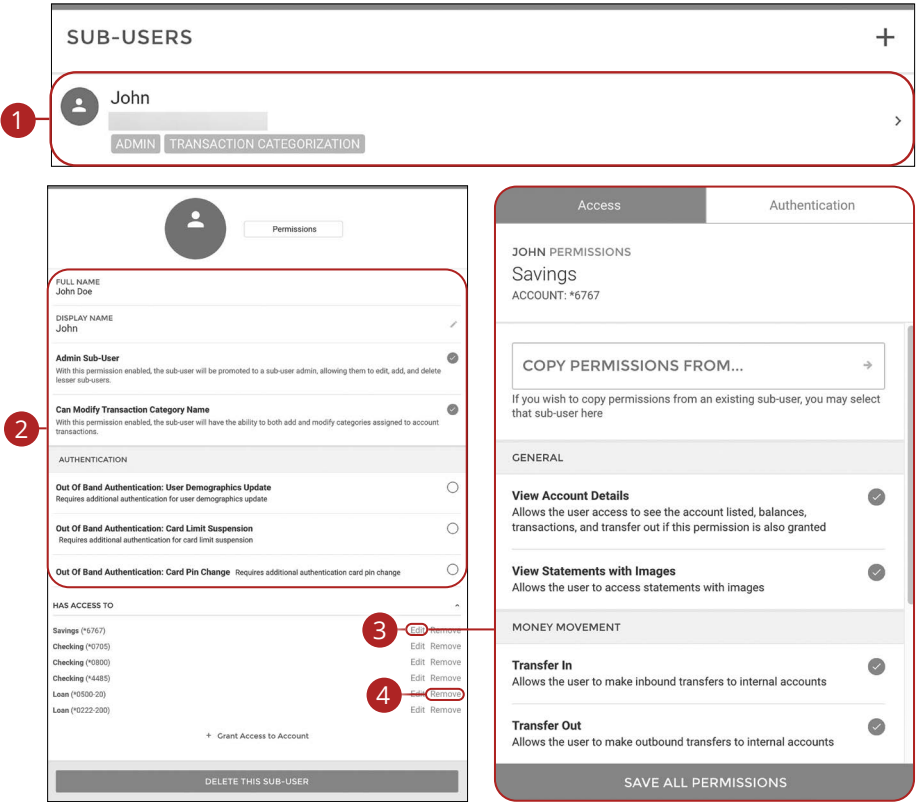 SUB-USERS
+
1
John
ADMIN TRANSACTION CATEGORIZATION
Permissions
FULL NAME
John Doe
DISPLAY NAME
John
Admin Sub-User
With this permission enabled, the sub-user will be promoted to a sub-user admin, allowing them to edit, add, and delete
lesser sub-users.
Can Modify Transaction Category Name
With this permission enabled, the sub-user will have the ability to both add and modify categories assigned to account
transactions.
2
AUTHENTICATION
Out Of Band Authentication: User Demographics Update
Requires additional authentication for user demographics update
Out Of Band Authentication: Card Limit Suspension
Requires additional authentication for card limit suspension
Out Of Band Authentication: Card Pin Change Requires additional authentication card pin change
HAS ACCESS TO
Savings (*6767) 3 Edit Remove
Checking (*0705) Edit Remove
Checking (*0800) Edit Remove
Checking (*4485) Edit Remove
Loan (*0500-20) 4 Edit Remove
Loan (*0222-200) Edit Remove
+ Grant Access to Account
DELETE THIS SUB-USER
Access Authentication
JOHN PERMISSIONS
Savings
ACCOUNT: *6767
COPY PERMISSIONS FROM...
If you wish to copy permissions from an existing sub-user, you may select
that sub-user here
GENERAL
View Account Details
Allows the user access to see the account listed, balances,
transactions, and transfer out if this permission is also granted
View Statements with Images
Allows the user to access statements with images
MONEY MOVEMENT
Transfer In
Allows the user to make inbound transfers to internal accounts
Transfer Out
Allows the user to make outbound transfers to internal accounts
SAVE ALL PERMISSIONS